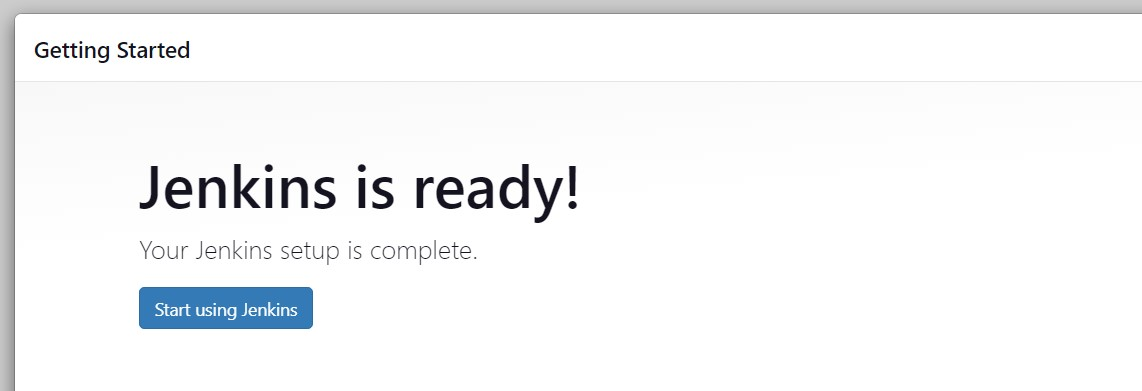 Getting Started
Jenkins is ready!
Your Jenkins setup is complete.
Start using Jenkins